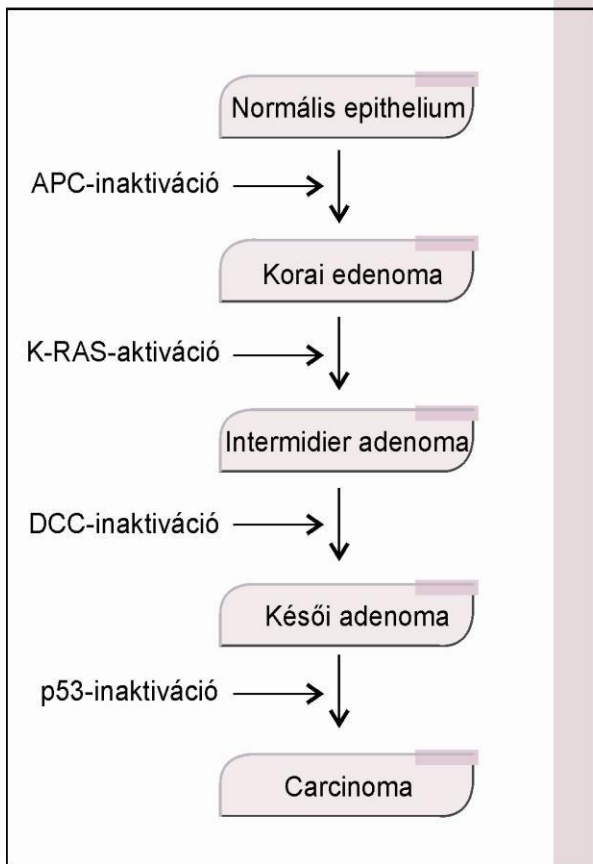 Normális epithelium
APC-inaktiváció
Korai edenoma
K-RAS-aktiváció
Intermidier adenoma
DCC-inaktiváció
Késői adenoma
p53-inaktiváció
Carcinoma